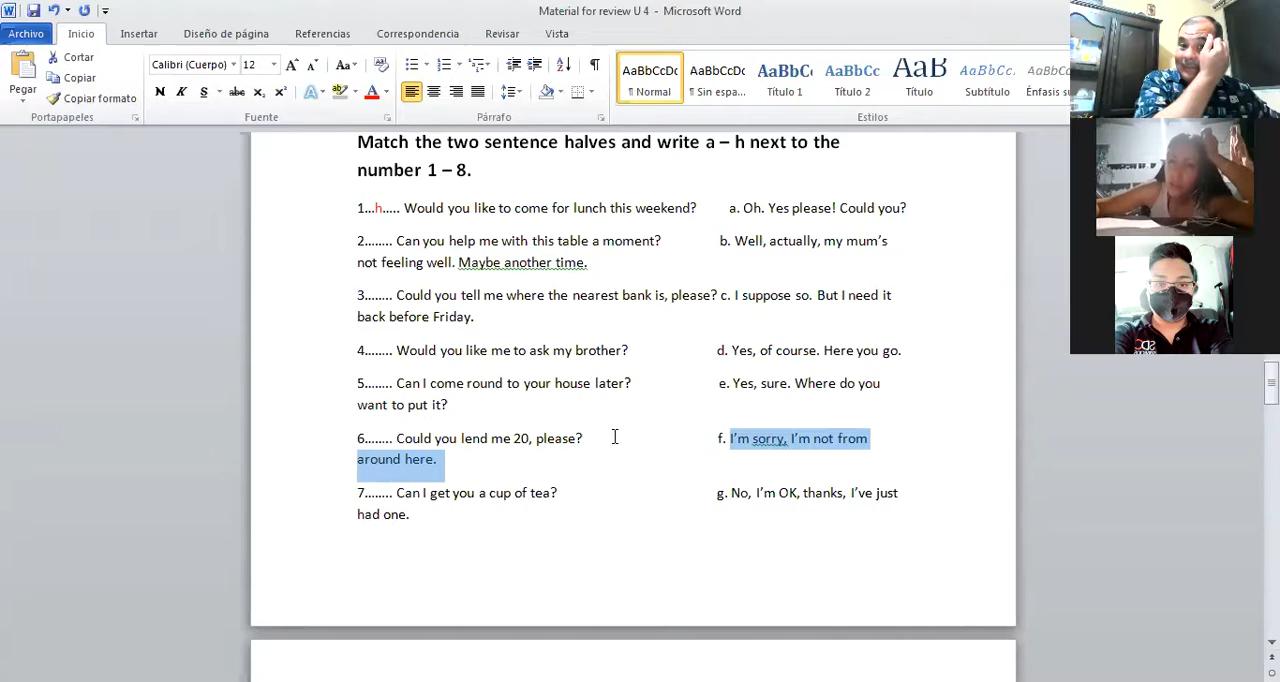 Material for review U 4 - Microsoft Word
Archivo Inicio Insertar Diseño de página Referencias Correspondencia Revisar Vista
Pegar Cortar Copiar Copiar formato
Calibri (Cuerpo) 12
N K S abc x₂ x² A ab A
AaBbCcDc AaBbCcDc AaBbC AaBbCc AaB AaBbCc AaBbC
¶ Normal ¶ Sin espa... Título 1 Título 2 Título Subtítulo Énfasis su
Portapapeles Fuente Párrafo Estilos
Match the two sentence halves and write a – h next to the
number 1 – 8.
1...h..... Would you like to come for lunch this weekend? a. Oh. Yes please! Could you?
2........ Can you help me with this table a moment? b. Well, actually, my mum’s
not feeling well. Maybe another time.
3........ Could you tell me where the nearest bank is, please? c. I suppose so. But I need it
back before Friday.
4........ Would you like me to ask my brother? d. Yes, of course. Here you go.
5........ Can I come round to your house later? e. Yes, sure. Where do you
want to put it?
6........ Could you lend me 20, please? f. I’m sorry, I’m not from
around here.
7........ Can I get you a cup of tea? g. No, I’m OK, thanks, I’ve just
had one.
SDC